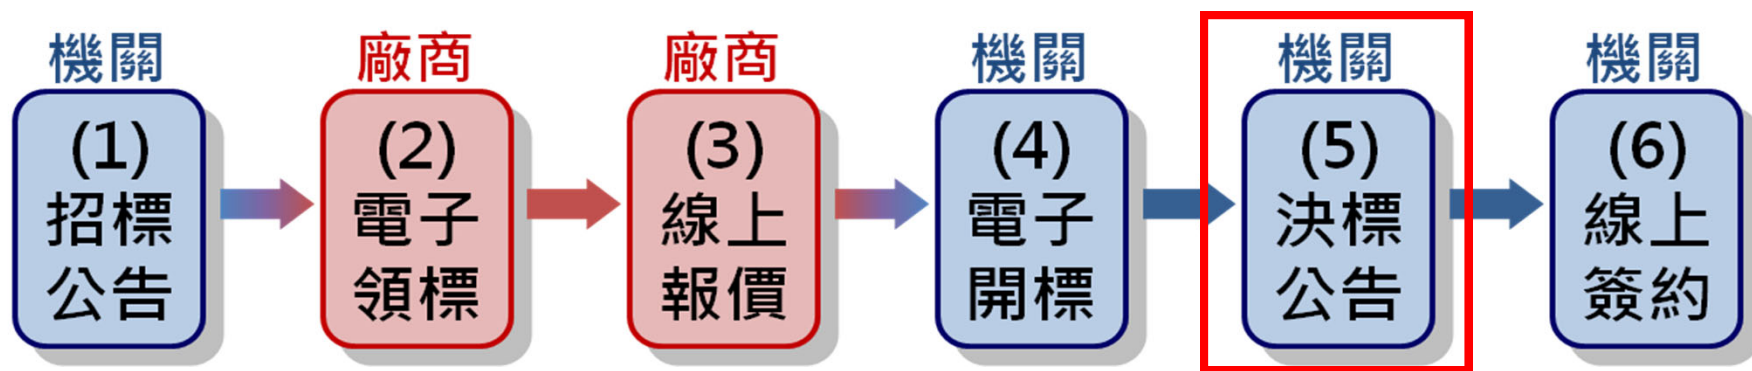 機關
(1)
招標
公告
廠商
(2)
電子
領標
廠商
(3)
線上
報價
機關
(4)
電子
開標
機關
(5)
決標
公告
機關
(6)
線上
簽約